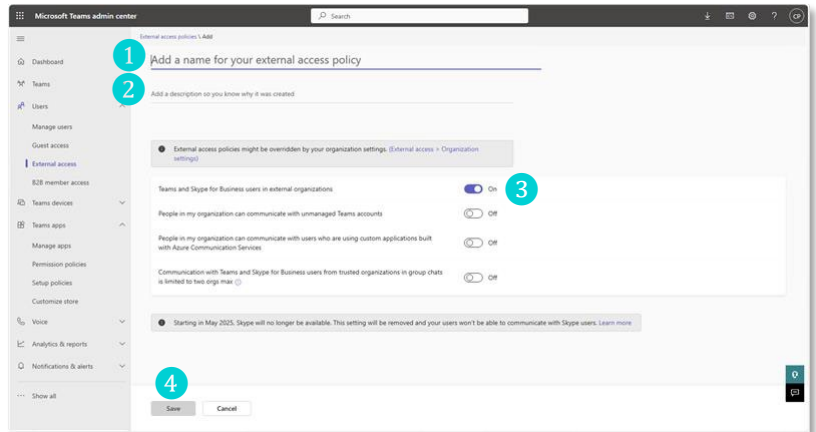 Microsoft Teams admin center
Search
?
CP
External access policies \ Add
Dashboard
Teams
Users
Manage users
Guest access
External access
B2B member access
Teams devices
Teams apps
Manage apps
Permission policies
Setup policies
Customize store
Voice
Analytics & reports
Notifications & alerts
Show all
1
Add a name for your external access policy
2
Add a description so you know why it was created
External access policies might be overridden by your organization settings. (External access > Organization
settings)
Teams and Skype for Business users in external organizations
On
3
People in my organization can communicate with unmanaged Teams accounts
Off
People in my organization can communicate with users who are using custom applications built
with Azure Communication Services
Off
Communication with Teams and Skype for Business users from trusted organizations in group chats
is limited to two orgs max
Off
Starting in May 2025, Skype will no longer be available. This setting will be removed and your users won't be able to communicate with Skype users. Learn more
4
Save
Cancel